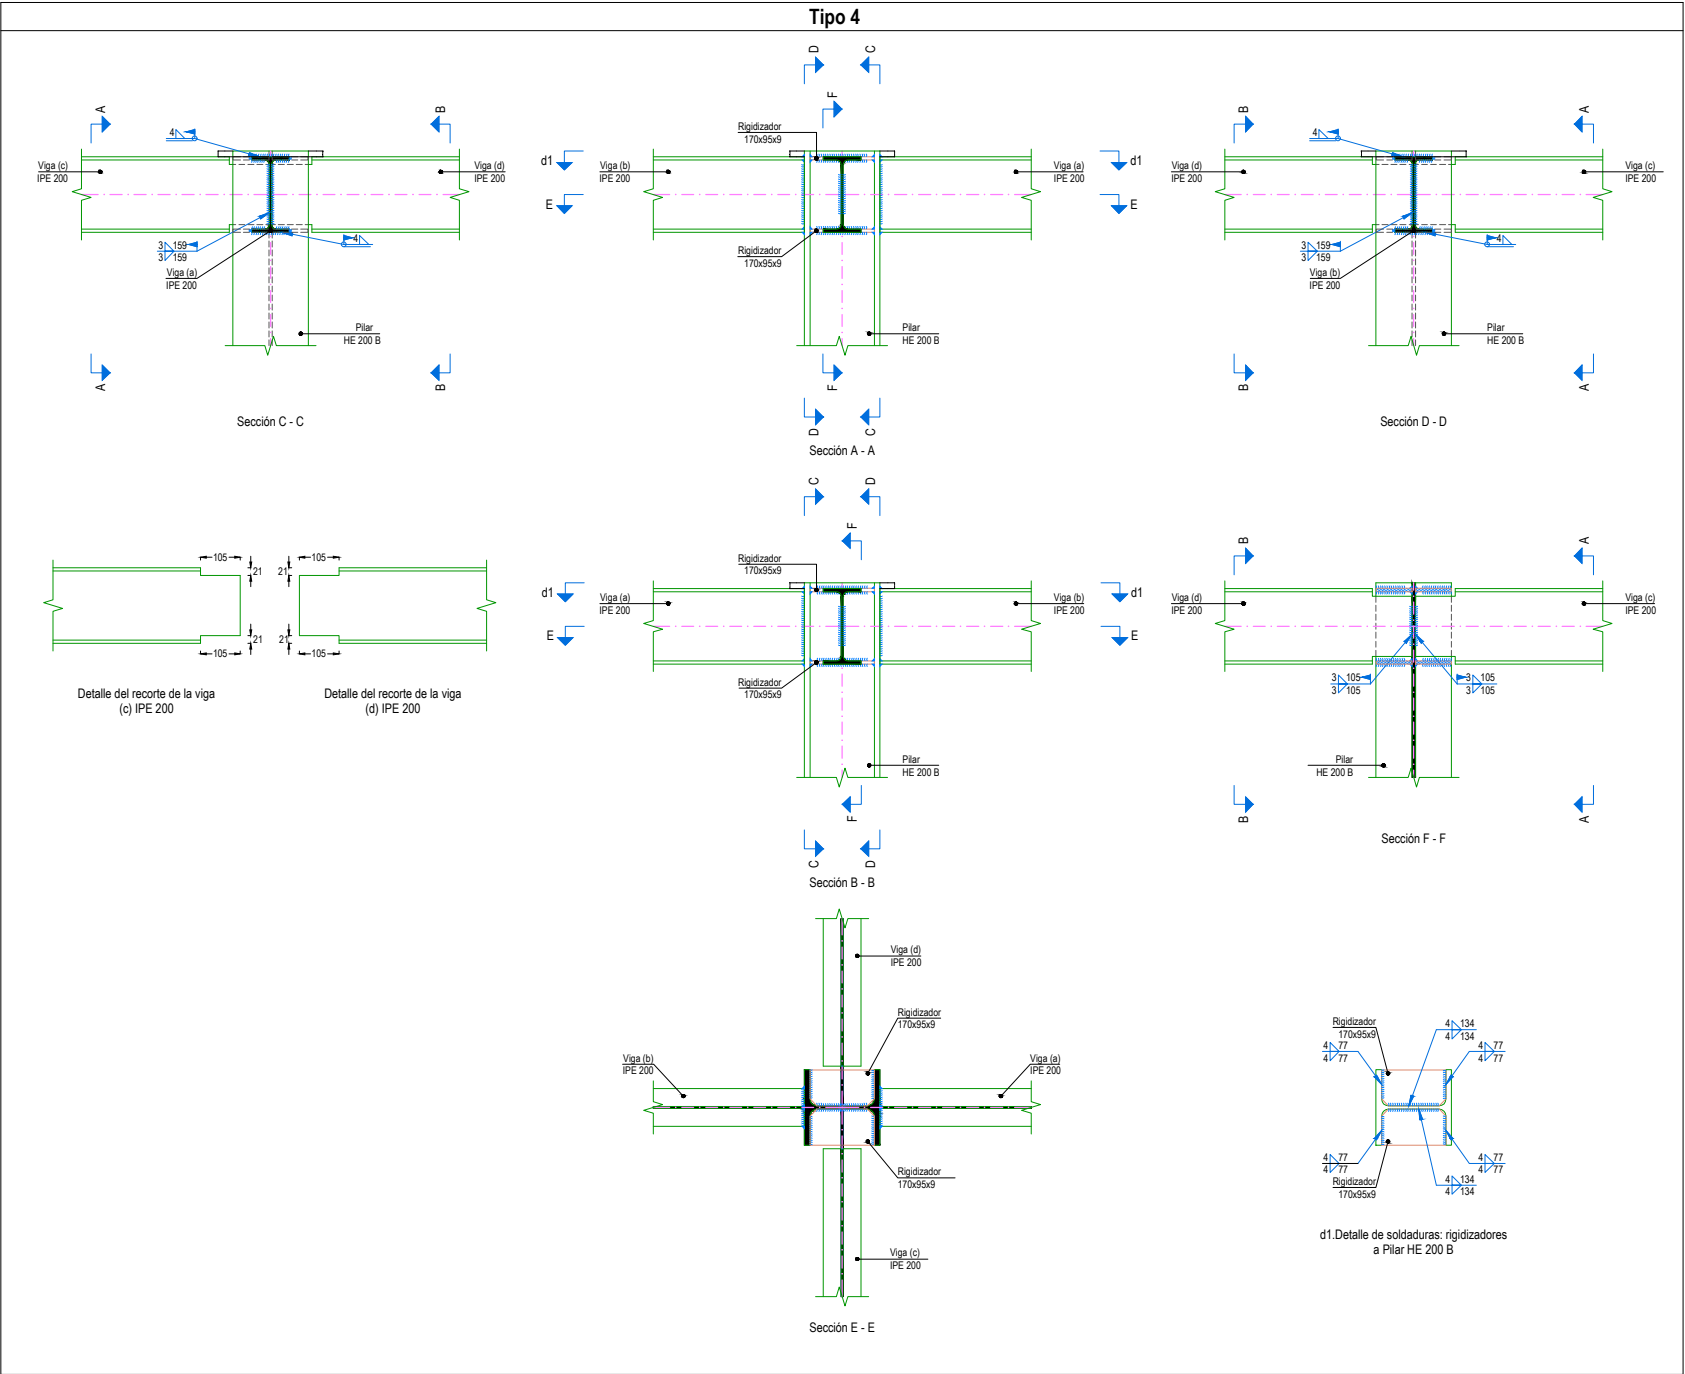 Tipo 4
A
B
4
Viga (c)
IPE 200
Viga (d)
IPE 200
3 159
3 159
4
Viga (a)
IPE 200
Pilar
HE 200 B
A
B
Sección C - C
D
C
F
Rigidizador
170x95x9
d1
d1
Viga (b)
IPE 200
Viga (a)
IPE 200
E
E
Rigidizador
170x95x9
Pilar
HE 200 B
F
D
C
Sección A - A
B
A
4
Viga (d)
IPE 200
Viga (c)
IPE 200
3 159
3 159
4
Viga (b)
IPE 200
Pilar
HE 200 B
B
A
Sección D - D
105
21
21
105
Detalle del recorte de la viga
(c) IPE 200
105
21
21
105
Detalle del recorte de la viga
(d) IPE 200
C
D
F
Rigidizador
170x95x9
d1
d1
Viga (a)
IPE 200
Viga (b)
IPE 200
E
E
Rigidizador
170x95x9
Pilar
HE 200 B
F
C
D
Sección B - B
B
A
Viga (d)
IPE 200
Viga (c)
IPE 200
3 105
3 105
3 105
3 105
Pilar
HE 200 B
B
A
Sección F - F
Viga (d)
IPE 200
Rigidizador
170x95x9
Viga (b)
IPE 200
Viga (a)
IPE 200
Rigidizador
170x95x9
Viga (c)
IPE 200
Sección E - E
Rigidizador
170x95x9
4 134
4 134
4 77
4 77
4 77
4 77
4 77
4 77
4 77
4 77
Rigidizador
170x95x9
4 134
4 134
d1.Detalle de soldaduras: rigidizadores
a Pilar HE 200 B